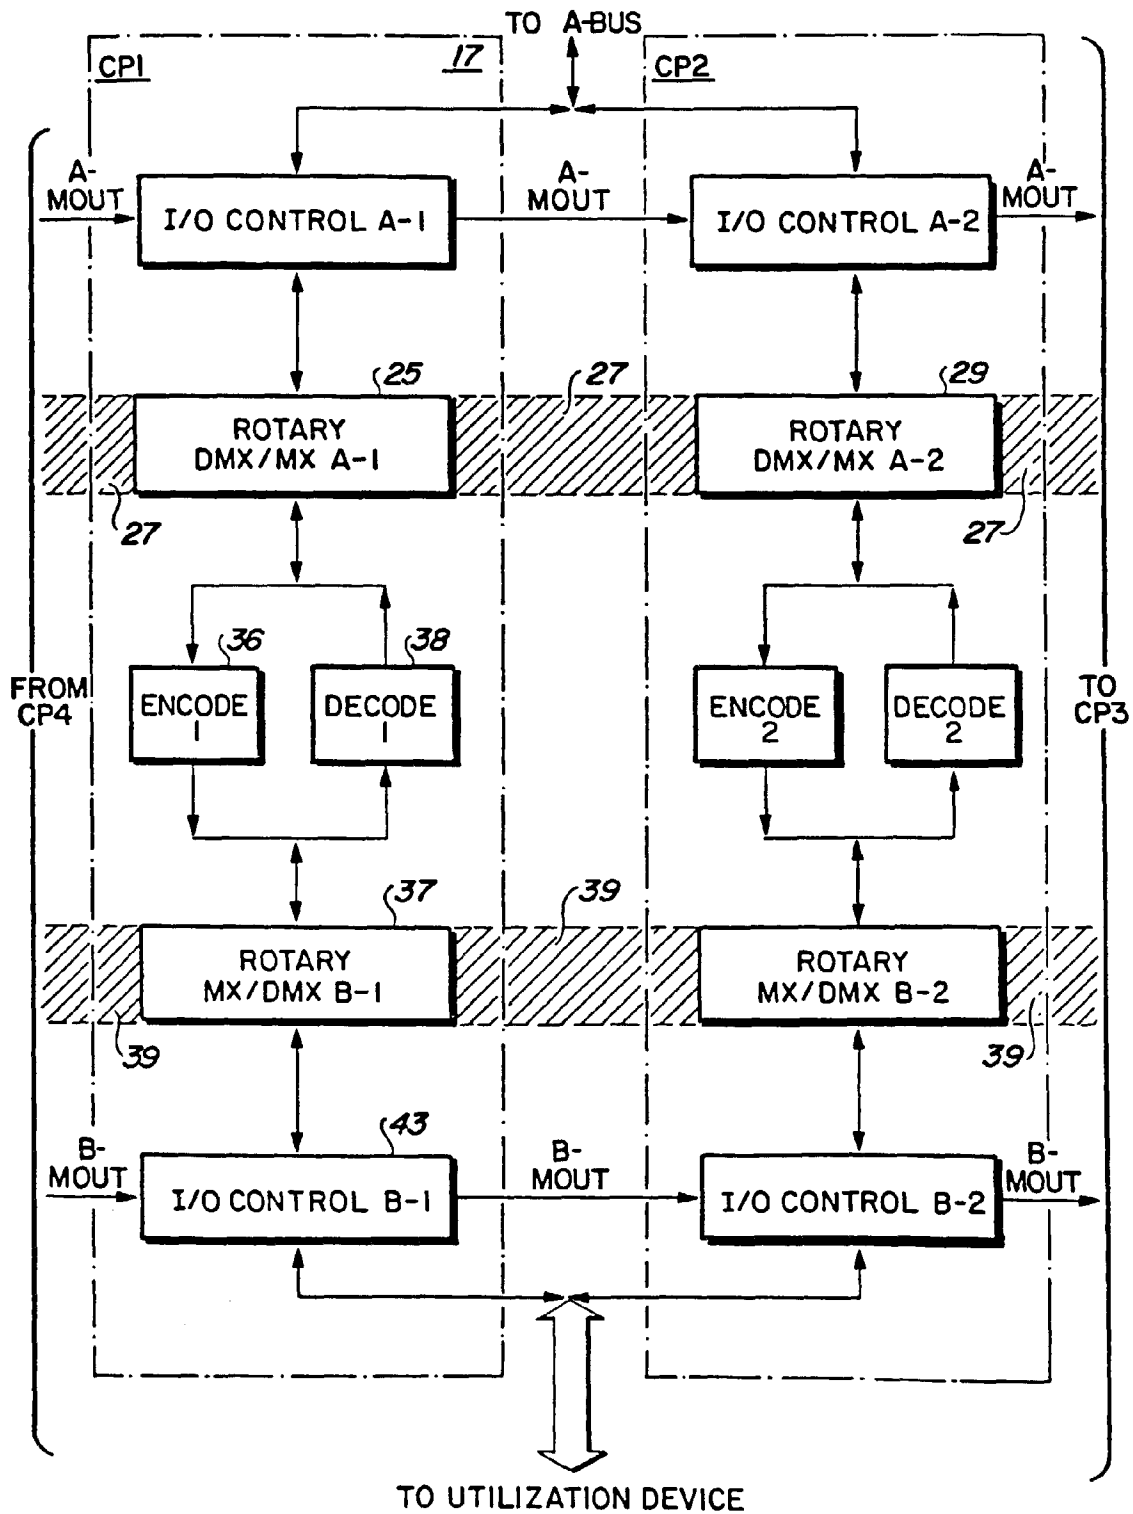 TO A-BUS
CP1
17
CP2
A-
MOUT
I/O CONTROL A-1
A-
MOUT
I/O CONTROL A-2
A-
MOUT
25
27
29
ROTARY
DMX/MX A-1
ROTARY
DMX/MX A-2
27
27
36
38
FROM
CP4
ENCODE
1
DECODE
1
ENCODE
2
DECODE
2
TO
CP3
37
39
ROTARY
MX/DMX B-1
ROTARY
MX/DMX B-2
39
39
43
B-
MOUT
I/O CONTROL B-1
B-
MOUT
I/O CONTROL B-2
B-
MOUT
TO UTILIZATION DEVICE